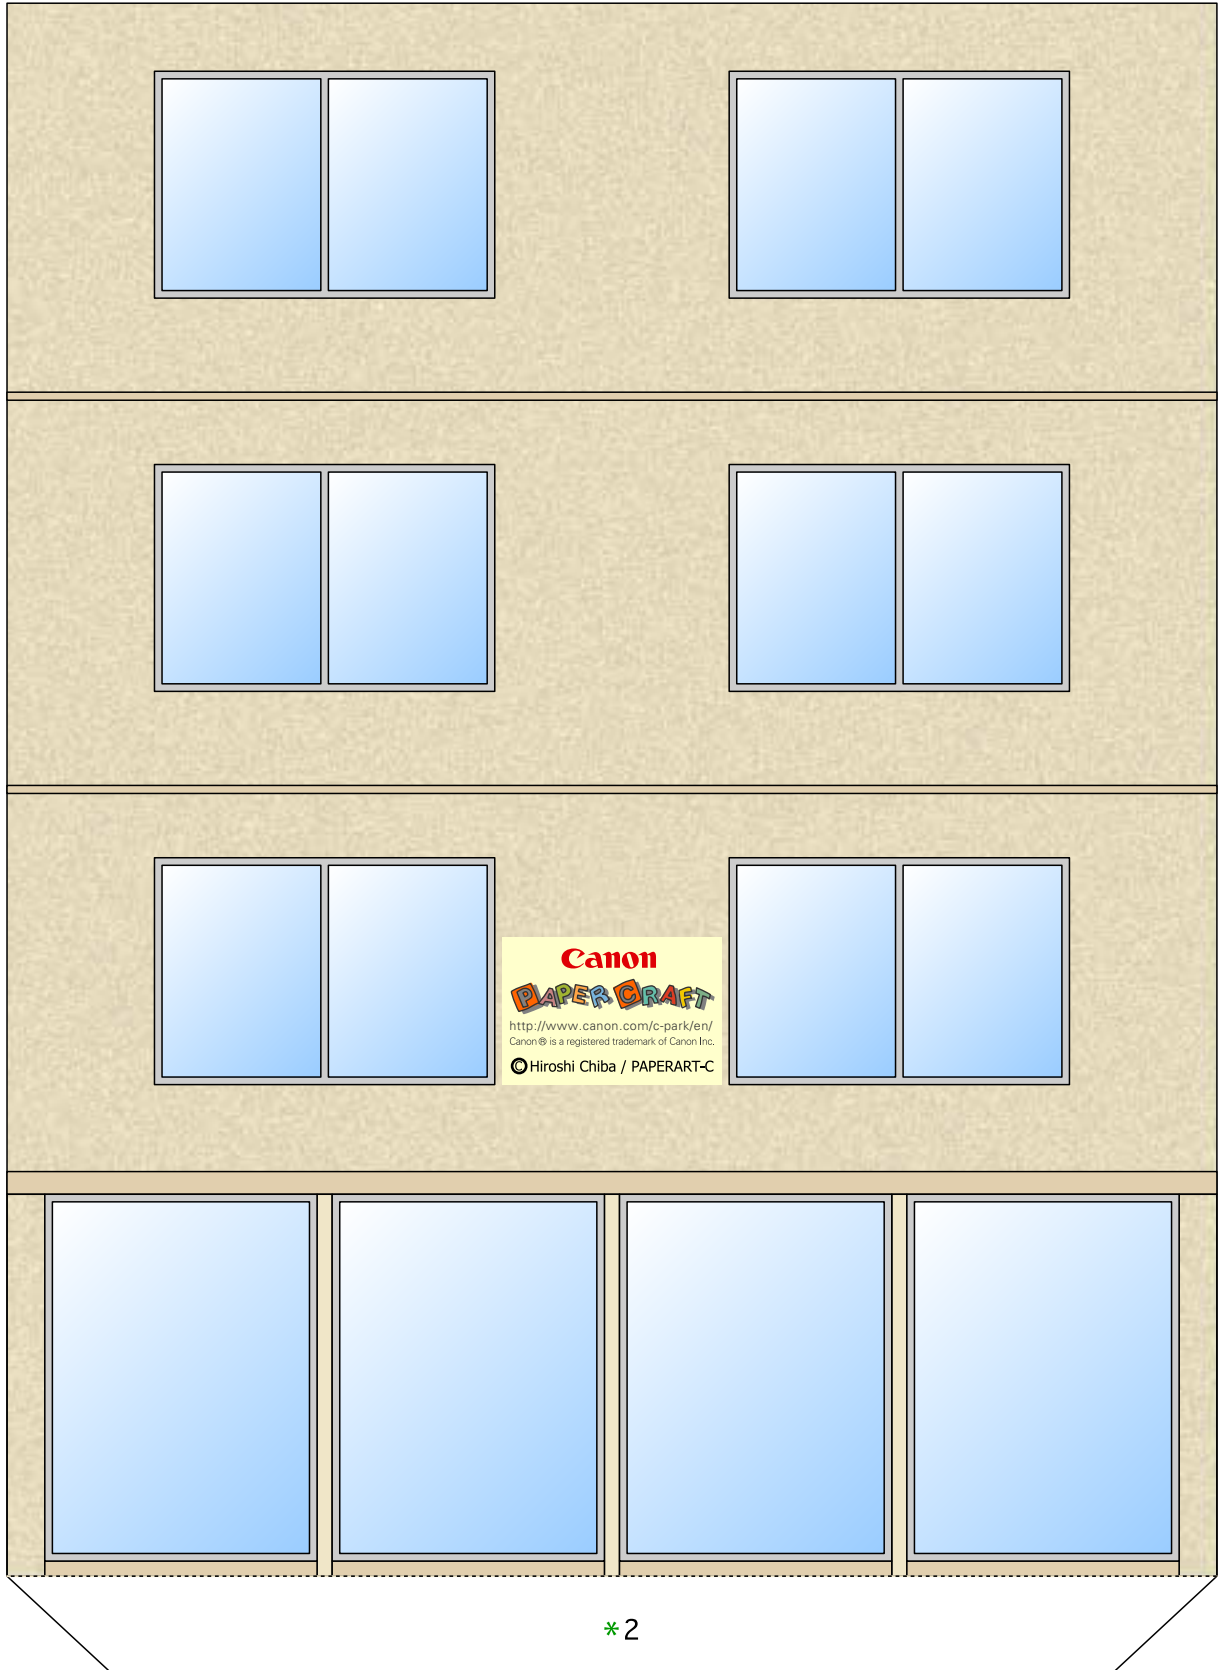 Canon
PAPER CRAFT
http://www.canon.com/c-park/en/
Canon® is a registered trademark of Canon Inc.
©Hiroshi Chiba / PAPERART-C
*2